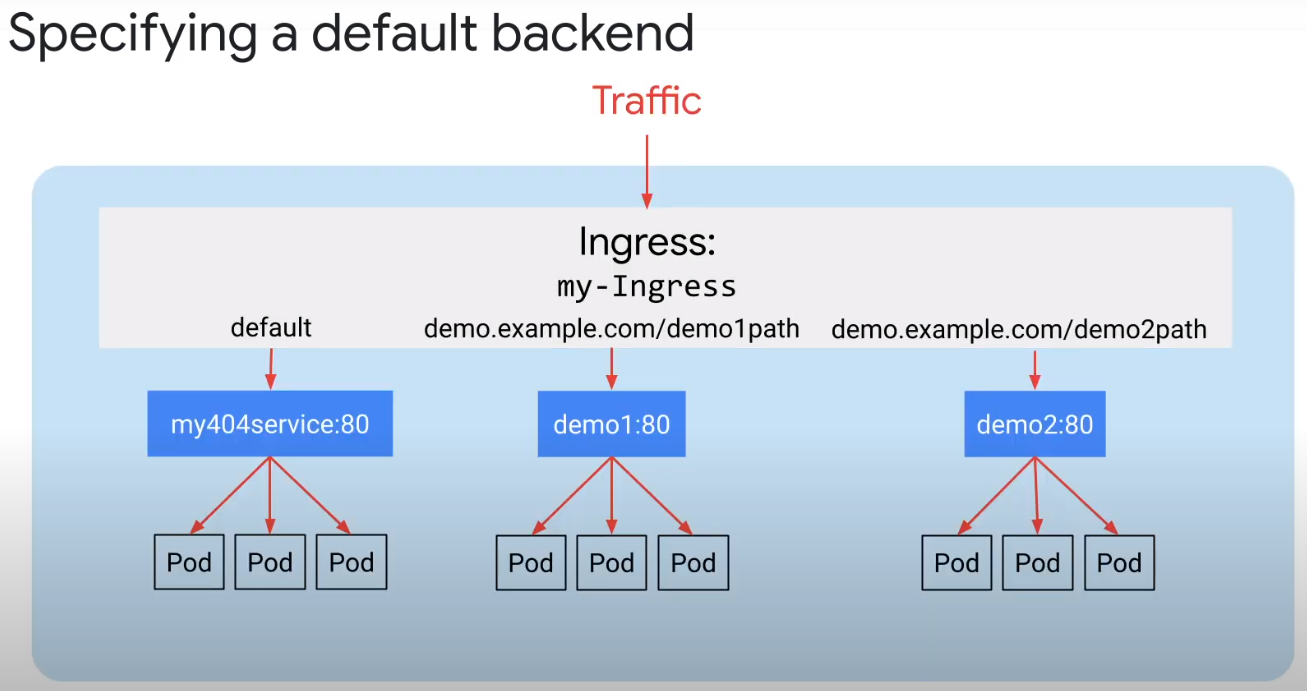 Specifying a default backend
Traffic
Ingress:
my-Ingress
default demo.example.com/demo1path demo.example.com/demo2path
my404service:80 demo1:80 demo2:80
Pod Pod Pod Pod Pod Pod Pod Pod Pod